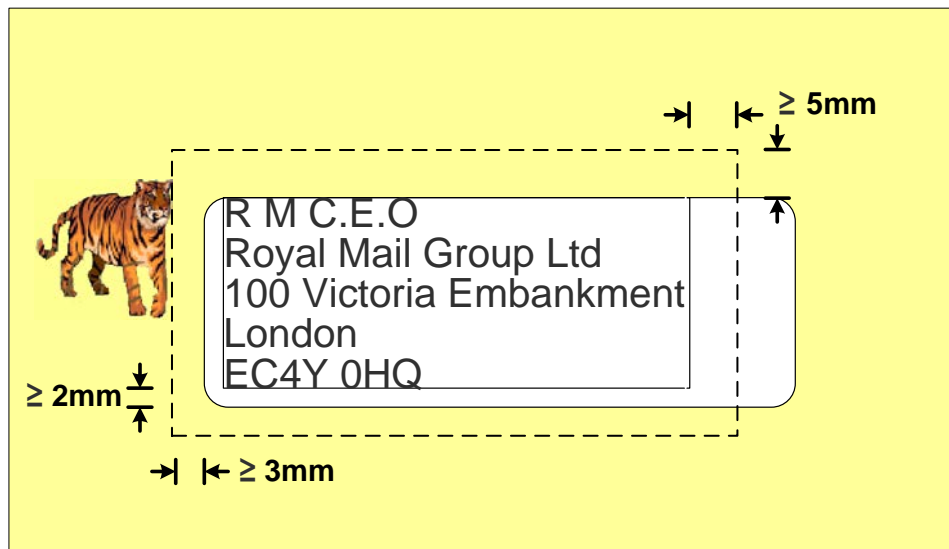 ≥ 5mm
R M C.E.O
Royal Mail Group Ltd
100 Victoria Embankment
London
EC4Y 0HQ
≥ 2mm
≥ 3mm